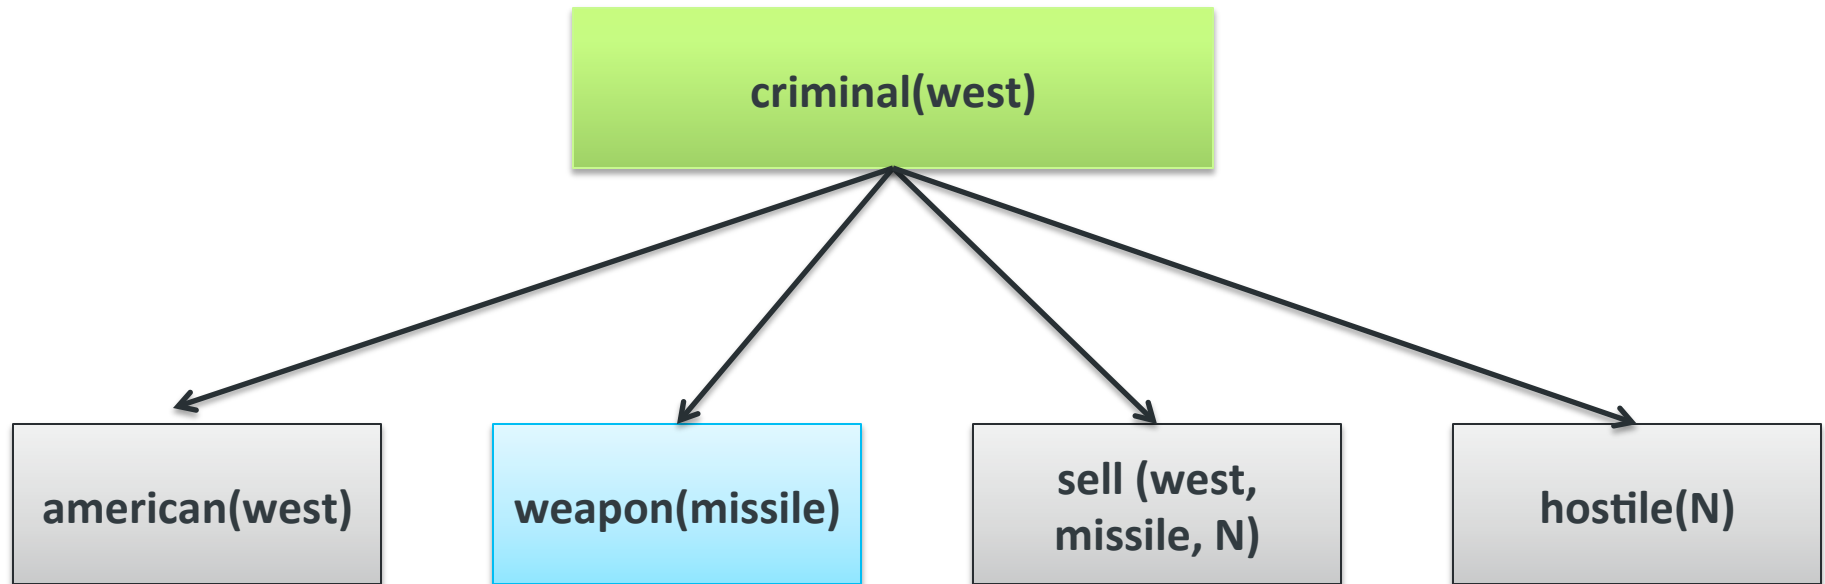 criminal(west)
american(west)
weapon(missile)
sell (west,
missile, N)
hostile(N)